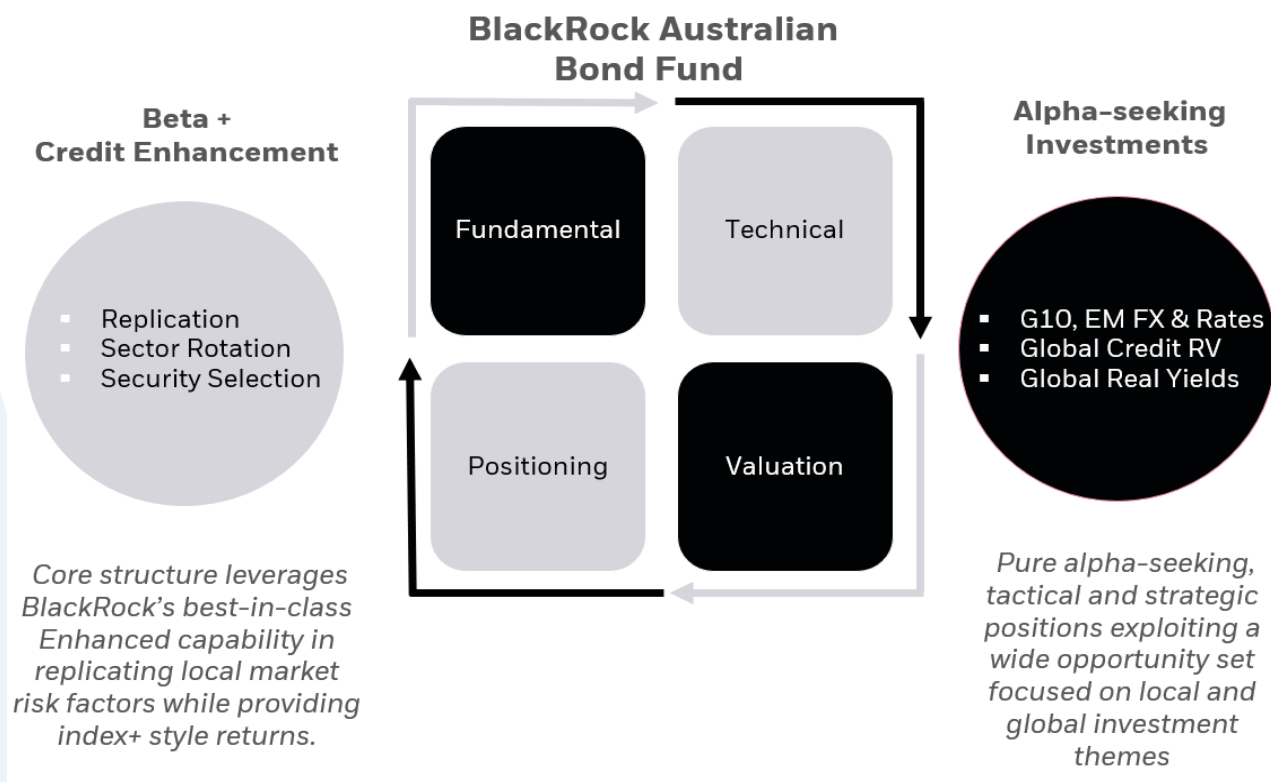 BlackRock Australian
Bond Fund
Beta +
Credit Enhancement
▪ Replication
▪ Sector Rotation
▪ Security Selection
Core structure leverages
BlackRock’s best-in-class
Enhanced capability in
replicating local market
risk factors while providing
index+ style returns.
Fundamental
Technical
Positioning
Valuation
Alpha-seeking
Investments
▪ G10, EM FX & Rates
▪ Global Credit RV
▪ Global Real Yields
Pure alpha-seeking,
tactical and strategic
positions exploiting a
wide opportunity set
focused on local and
global investment
themes